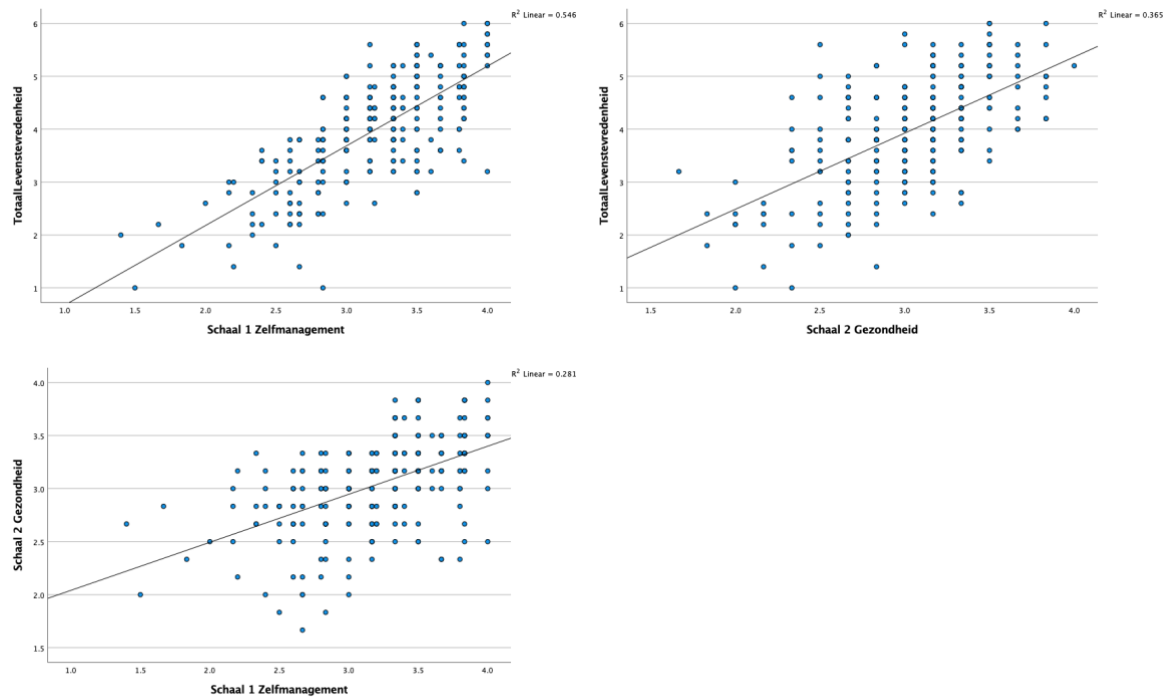 R² Linear = 0.546
TotaalLevenstevredenheid
6
5
4
3
2
1
1.0 1.5 2.0 2.5 3.0 3.5 4.0
Schaal 1 Zelfmanagement
R² Linear = 0.365
TotaalLevenstevredenheid
6
5
4
3
2
1
1.5 2.0 2.5 3.0 3.5 4.0
Schaal 2 Gezondheid
R² Linear = 0.281
Schaal 2 Gezondheid
4.0
3.5
3.0
2.5
2.0
1.5
1.0 1.5 2.0 2.5 3.0 3.5 4.0
Schaal 1 Zelfmanagement